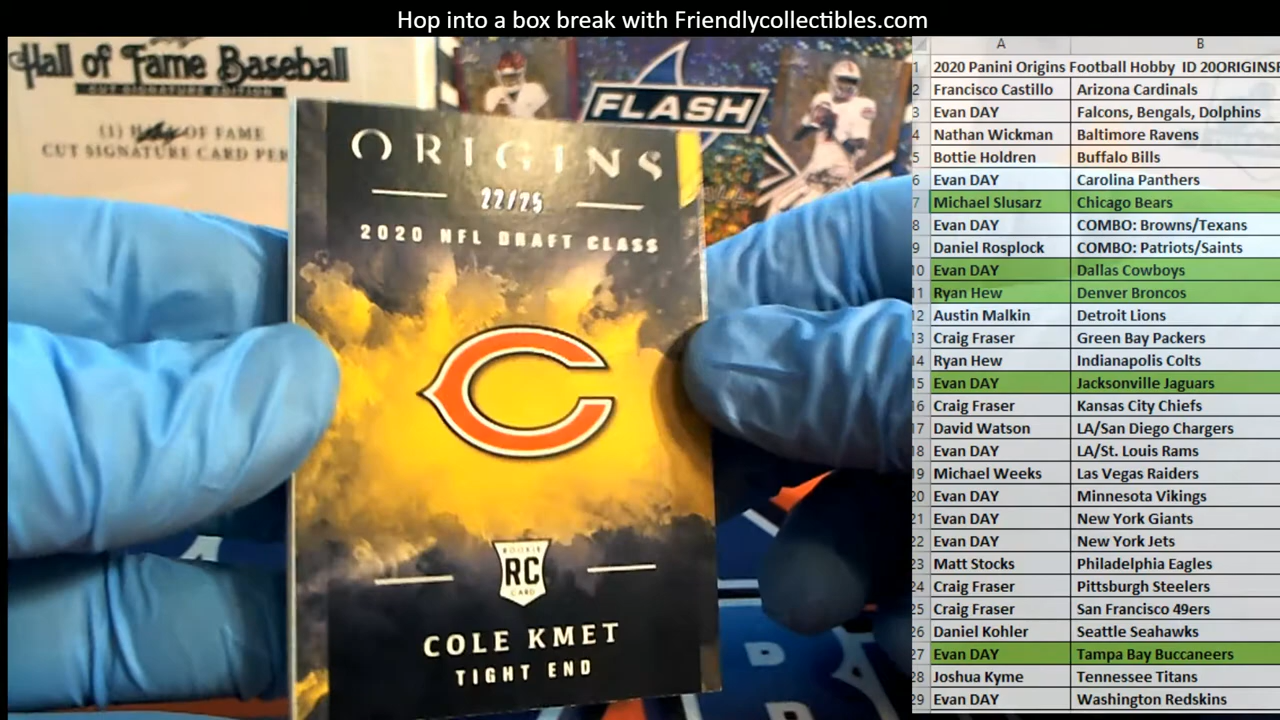 Hop into a box break with Friendlycollectibles.com
Hall of Fame Baseball
CUT SIGNATURE EDITION
(1) HALL OF FAME
CUT SIGNATURE CARD PER
FLASH
ORIGINS
22/25
2020 NFL DRAFT CLASS
C
ROOKIE
RC
CARD
COLE KMET
TIGHT END
A B
1 2020 Panini Origins Football Hobby ID 20ORIGINSF
2 Francisco Castillo Arizona Cardinals
3 Evan DAY Falcons, Bengals, Dolphins
4 Nathan Wickman Baltimore Ravens
5 Bottie Holdren Buffalo Bills
6 Evan DAY Carolina Panthers
7 Michael Slusarz Chicago Bears
8 Evan DAY COMBO: Browns/Texans
9 Daniel Rosplock COMBO: Patriots/Saints
10 Evan DAY Dallas Cowboys
11 Ryan Hew Denver Broncos
12 Austin Malkin Detroit Lions
13 Craig Fraser Green Bay Packers
14 Ryan Hew Indianapolis Colts
15 Evan DAY Jacksonville Jaguars
16 Craig Fraser Kansas City Chiefs
17 David Watson LA/San Diego Chargers
18 Evan DAY LA/St. Louis Rams
19 Michael Weeks Las Vegas Raiders
20 Evan DAY Minnesota Vikings
21 Evan DAY New York Giants
22 Evan DAY New York Jets
23 Matt Stocks Philadelphia Eagles
24 Craig Fraser Pittsburgh Steelers
25 Craig Fraser San Francisco 49ers
26 Daniel Kohler Seattle Seahawks
27 Evan DAY Tampa Bay Buccaneers
28 Joshua Kyme Tennessee Titans
29 Evan DAY Washington Redskins